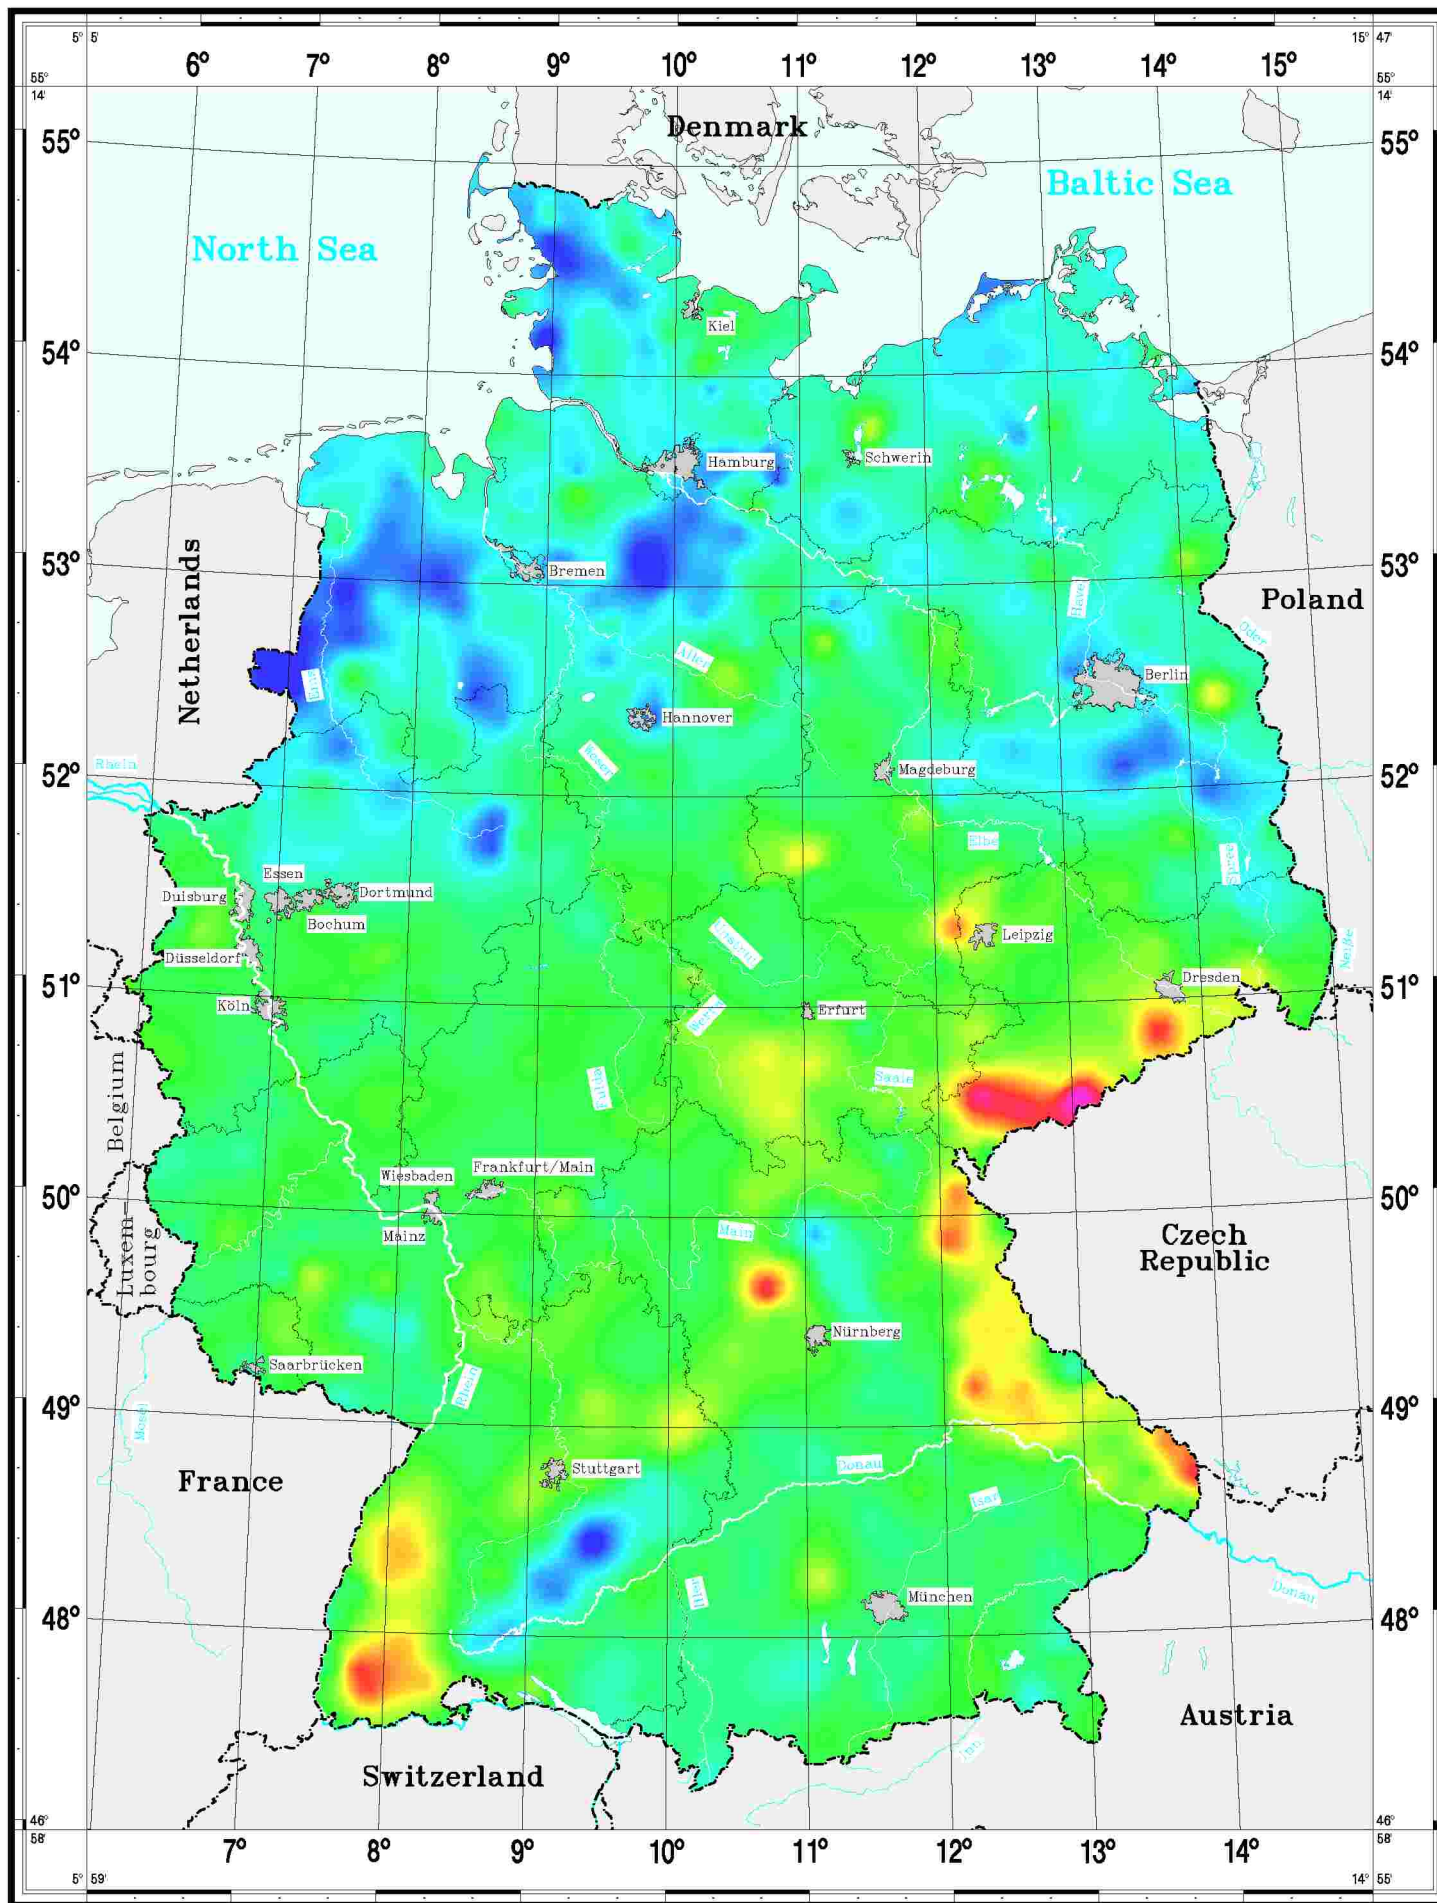 5° 5'
15° 47'
6° 7° 8° 9° 10° 11° 12° 13° 14° 15°
55°
14'
55°
14'
Denmark
55°
55°
Baltic Sea
North Sea
Kiel
54°
54°
Hamburg
Schwerin
53°
Bremen
53°
Netherlands
Poland
Havel
Oder
Aller
Ems
Berlin
Hannover
Weser
Rhein
Magdeburg
52°
52°
Elbe
Spree
Essen
Duisburg
Dortmund
Bochum
Unstrut
Leipzig
Neiße
Düsseldorf
Dresden
51°
51°
Köln
Erfurt
Werra
Belgium
Fulda
Saale
Wiesbaden
Frankfurt/Main
50°
50°
Luxem-
bourg
Mainz
Main
Czech
Republic
Nürnberg
Saarbrücken
Rhein
49°
49°
Mosel
France
Stuttgart
Donau
Isar
Iller
München
Donau
48°
48°
Austria
Inn
Switzerland
46°
58'
46°
58'
7° 8° 9° 10° 11° 12° 13° 14°
5° 59'
14° 55'